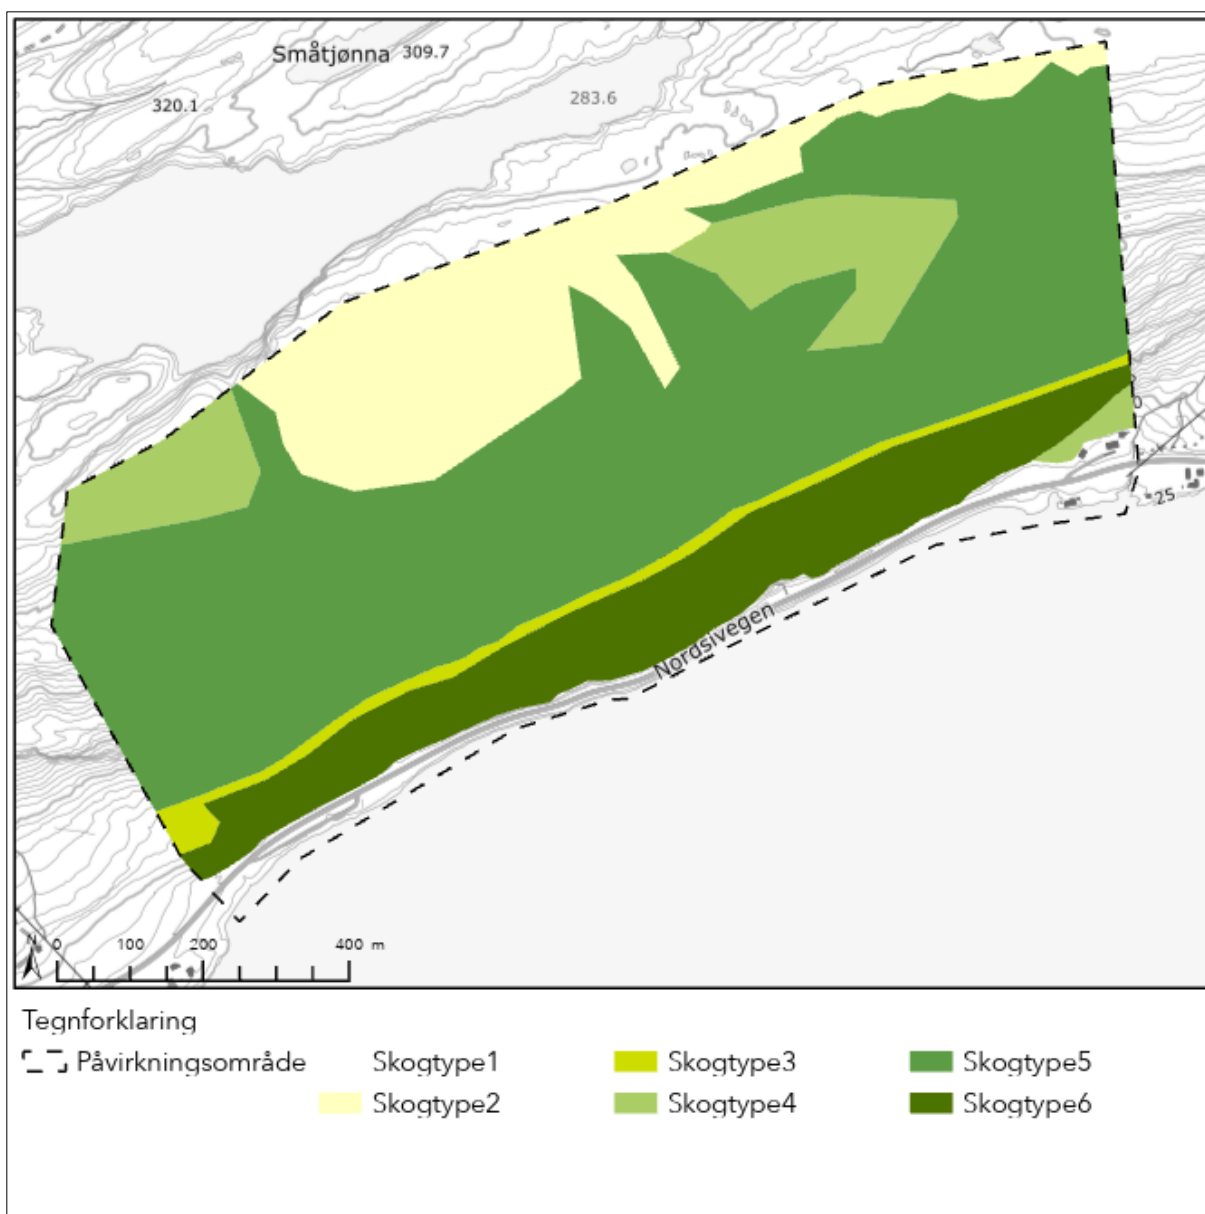 Småtjønna 309.7
320.1
283.6
0
25
Nordsivegen
N
0 100 200 400 m
Tegnforklaring
Påvirkningsområde Skogtype1 Skogtype3 Skogtype5
Skogtype2 Skogtype4 Skogtype6